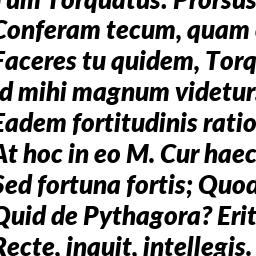 Tum Torquatus: Prorsus
Conferam tecum, quam
Faceres tu quidem, Torq
Id mihi magnum videtur.
Eadem fortitudinis ratio
At hoc in eo M. Cur haec
Sed fortuna fortis; Quod
Quid de Pythagora? Erit
Recte, inquit, intellegis.